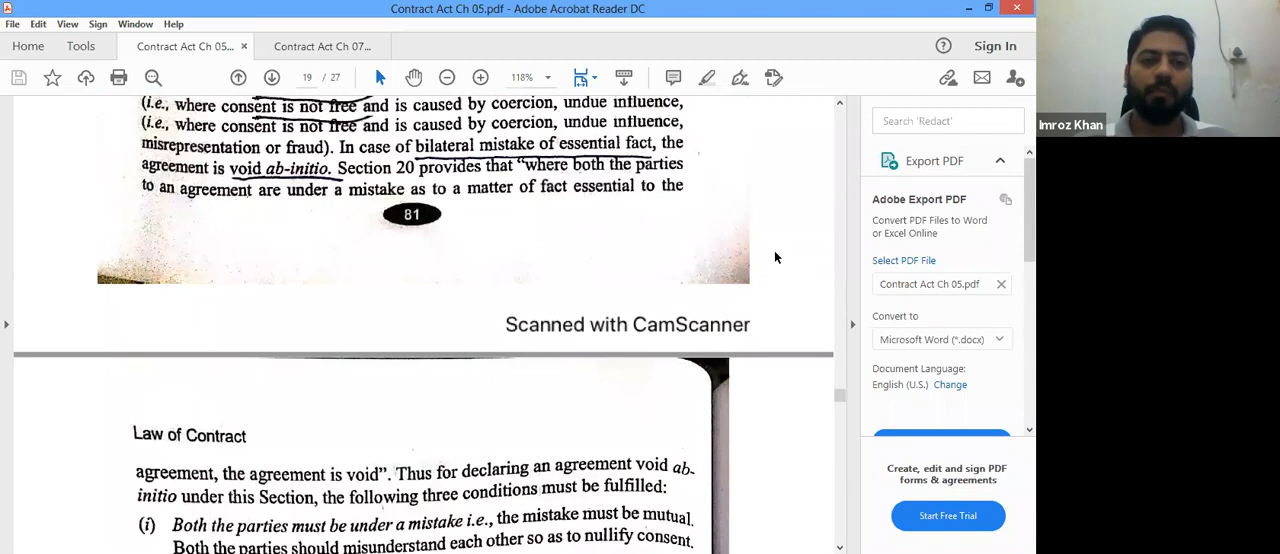 Contract Act Ch 05.pdf - Adobe Acrobat Reader DC
File Edit View Sign Window Help
Home Tools Contract Act Ch 05... × Contract Act Ch 07... ? Sign In
19 / 27 118%
(i.e., where consent is not free and is caused by coercion, undue influence,
(i.e., where consent is not free and is caused by coercion, undue influence,
misrepresentation or fraud). In case of bilateral mistake of essential fact, the
agreement is void ab-initio. Section 20 provides that “where both the parties
to an agreement are under a mistake as to a matter of fact essential to the
81
Scanned with CamScanner
Law of Contract
agreement, the agreement is void”. Thus for declaring an agreement void ab-
initio under this Section, the following three conditions must be fulfilled:
(i) Both the parties must be under a mistake i.e., the mistake must be mutual.
Both the parties should misunderstand each other so as to nullify consent.
Search 'Redact'
Export PDF
Adobe Export PDF
Convert PDF Files to Word
or Excel Online
Select PDF File
Contract Act Ch 05.pdf
Convert to
Microsoft Word (*.docx)
Document Language:
English (U.S.) Change
Create, edit and sign PDF
forms & agreements
Start Free Trial
Imroz Khan